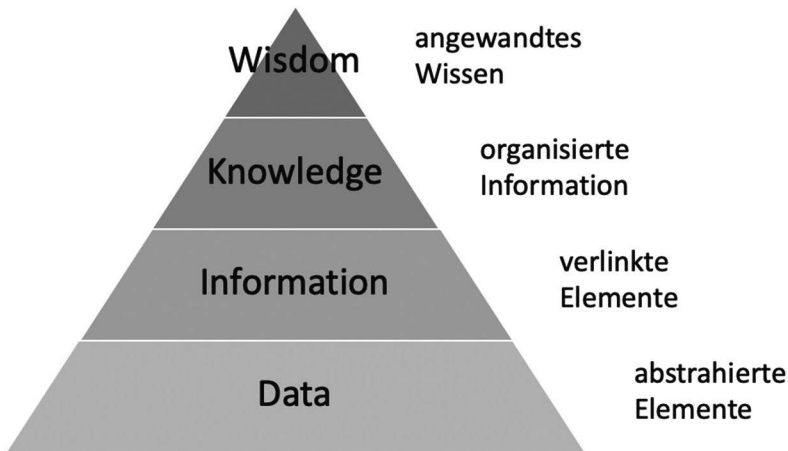 Wisdom
angewandtes
Wissen
Knowledge
organisierte
Information
Information
verlinkte
Elemente
Data
abstrahierte
Elemente